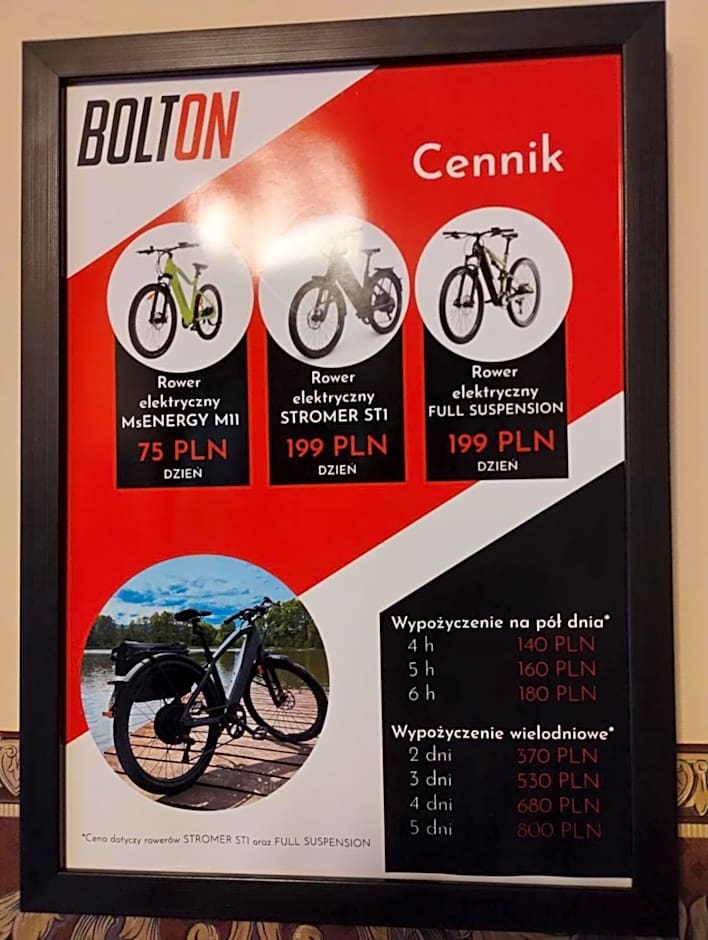 BOLTON
Cennik
Rower
elektryczny
MsENERGY M11
75 PLN
DZIEŃ
Rower
elektryczny
STROMER ST1
199 PLN
DZIEŃ
Rower
elektryczny
FULL SUSPENSION
199 PLN
DZIEŃ
Wypożyczenie na pół dnia*
4 h 140 PLN
5 h 160 PLN
6 h 180 PLN
Wypożyczenie wielodniowe*
2 dni 370 PLN
3 dni 530 PLN
4 dni 680 PLN
5 dni 800 PLN
*Cena dotyczy rowerów STROMER ST1 oraz FULL SUSPENSION